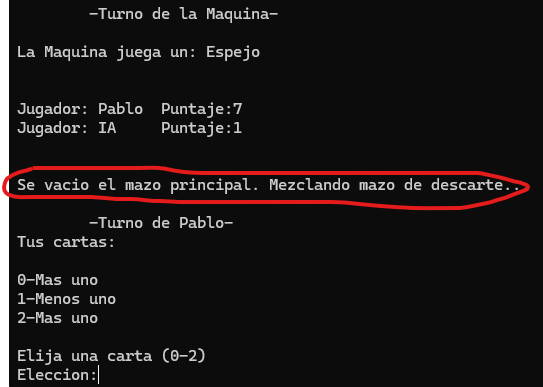 -Turno de la Maquina-
La Maquina juega un: Espejo
Jugador: Pablo  Puntaje:7
Jugador: IA     Puntaje:1
Se vacio el mazo principal. Mezclando mazo de descarte..
-Turno de Pablo-
Tus cartas:
0-Mas uno
1-Menos uno
2-Mas uno
Elija una carta (0-2)
Eleccion: